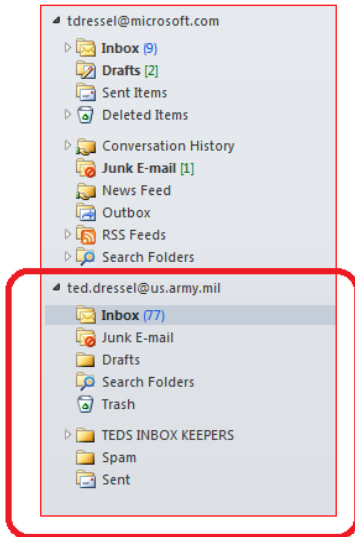 tdressel@microsoft.com
Inbox (9)
Drafts [2]
Sent Items
Deleted Items
Conversation History
Junk E-mail [1]
News Feed
Outbox
RSS Feeds
Search Folders
ted.dressel@us.army.mil
Inbox (77)
Junk E-mail
Drafts
Search Folders
Trash
TEDS INBOX KEEPERS
Spam
Sent